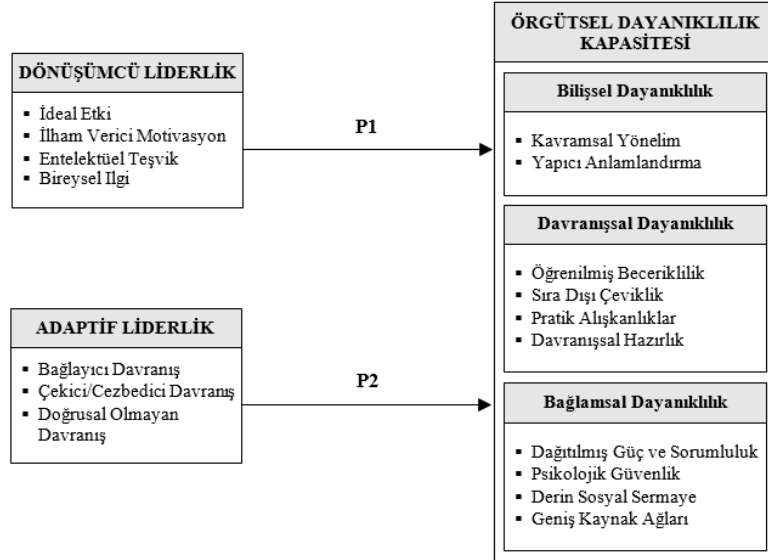 DÖNÜŞÜMCÜ LİDERLİK
▪ İdeal Etki
▪ İlham Verici Motivasyon
▪ Entelektüel Teşvik
▪ Bireysel Ilgi
P1
ADAPTİF LİDERLİK
▪ Bağlayıcı Davranış
▪ Çekici/Cezbedici Davranış
▪ Doğrusal Olmayan
Davranış
P2
ÖRGÜTSEL DAYANIKLILIK
KAPASİTESİ
Bilişsel Dayanıklılık
▪ Kavramsal Yönelim
▪ Yapıcı Anlamlandırma
Davranışsal Dayanıklılık
▪ Öğrenilmiş Beceriklilik
▪ Sıra Dışı Çeviklik
▪ Pratik Alışkanlıklar
▪ Davranışsal Hazırlık
Bağlamsal Dayanıklılık
▪ Dağıtılmış Güç ve Sorumluluk
▪ Psikolojik Güvenlik
▪ Derin Sosyal Sermaye
▪ Geniş Kaynak Ağları